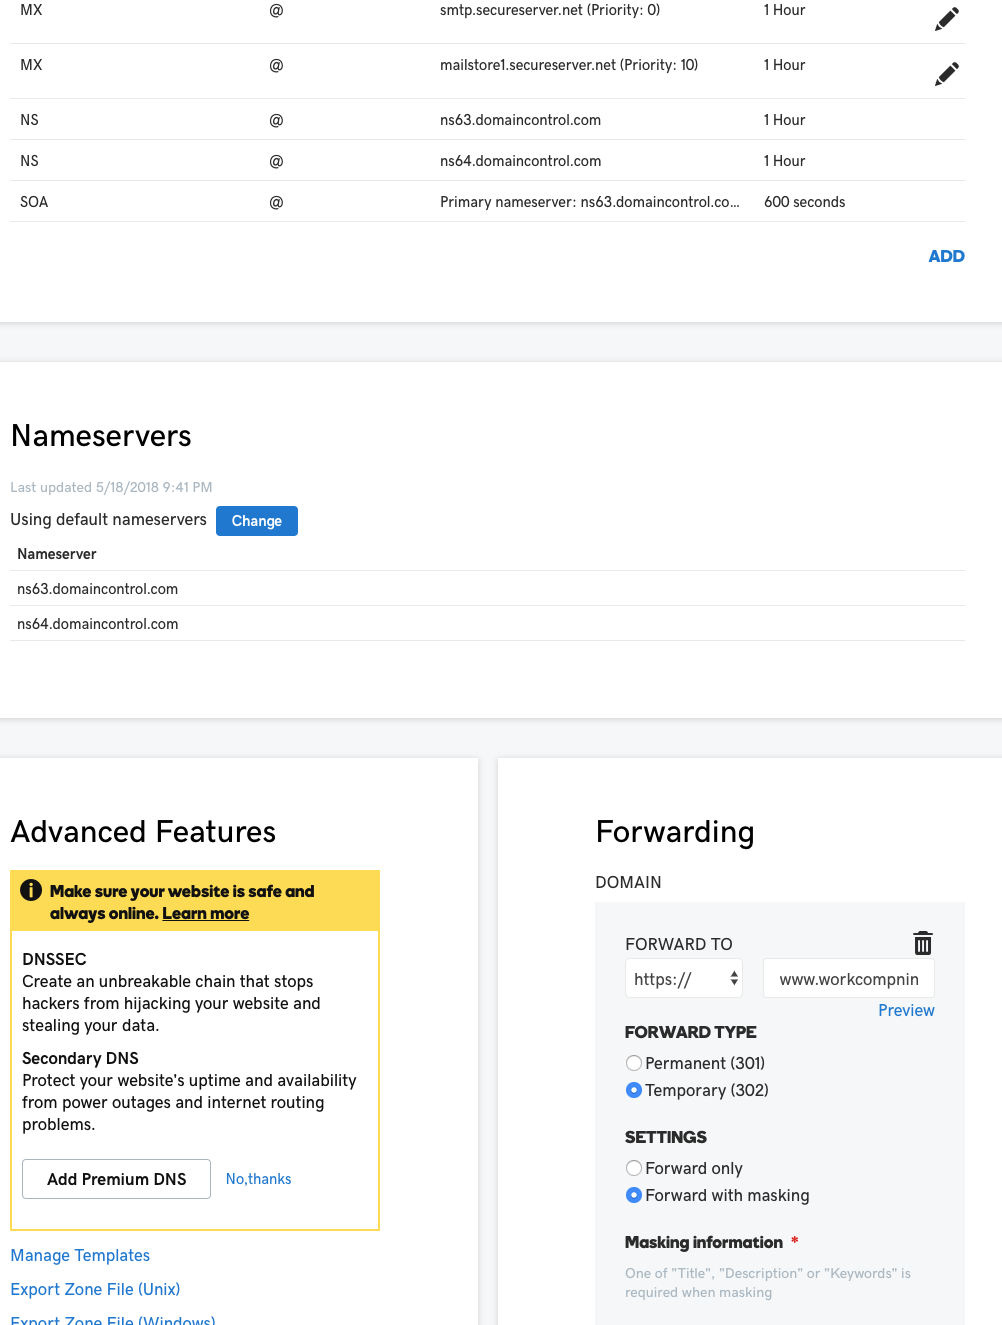 MX @ smtp.secureserver.net (Priority: 0) 1 Hour
MX @ mailstore1.secureserver.net (Priority: 10) 1 Hour
NS @ ns63.domaincontrol.com 1 Hour
NS @ ns64.domaincontrol.com 1 Hour
SOA @ Primary nameserver: ns63.domaincontrol.co... 600 seconds
ADD
Nameservers
Last updated 5/18/2018 9:41 PM
Using default nameservers Change
Nameserver
ns63.domaincontrol.com
ns64.domaincontrol.com
Advanced Features
Make sure your website is safe and
always online. Learn more
DNSSEC
Create an unbreakable chain that stops
hackers from hijacking your website and
stealing your data.
Secondary DNS
Protect your website's uptime and availability
from power outages and internet routing
problems.
Add Premium DNS No,thanks
Manage Templates
Export Zone File (Unix)
Export Zone File (Windows)
Forwarding
DOMAIN
FORWARD TO
https:// www.workcompnin
Preview
FORWARD TYPE
Permanent (301)
Temporary (302)
SETTINGS
Forward only
Forward with masking
Masking information *
One of "Title", "Description" or "Keywords" is
required when masking